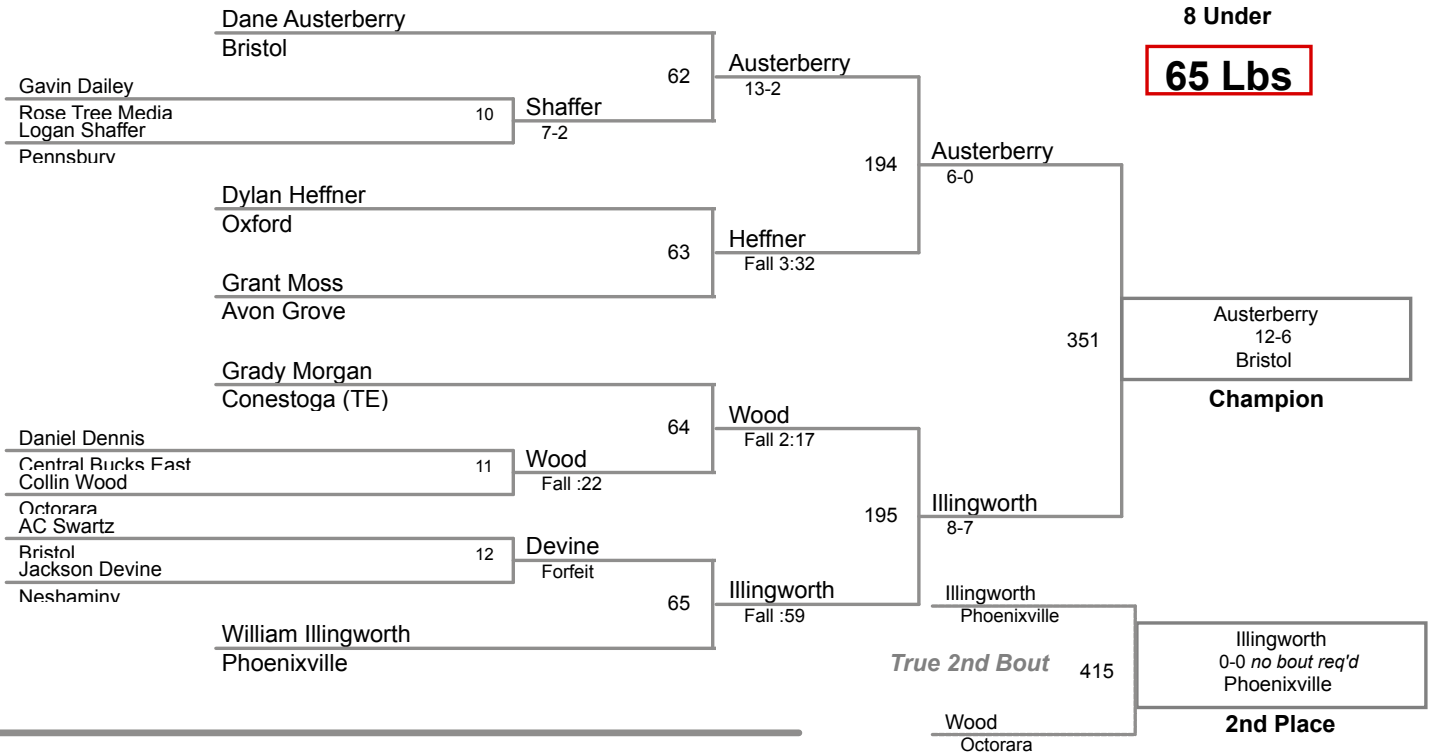 8 Under
65 Lbs
Dane Austerberry
Bristol
62
Austerberry
13-2
Gavin Dailey
Rose Tree Media
10
Logan Shaffer
Pennsbury
Shaffer
7-2
194
Austerberry
6-0
Dylan Heffner
Oxford
63
Heffner
Fall 3:32
Grant Moss
Avon Grove
351
Austerberry
12-6
Bristol
Champion
Grady Morgan
Conestoga (TE)
64
Wood
Fall 2:17
Daniel Dennis
Central Bucks East
11
Collin Wood
Octorara
Wood
Fall :22
195
Illingworth
8-7
AC Swartz
Bristol
12
Jackson Devine
Neshaminy
Devine
Forfeit
65
Illingworth
Fall :59
William Illingworth
Phoenixville
Illingworth
Phoenixville
True 2nd Bout
415
Illingworth
0-0 no bout req'd
Phoenixville
2nd Place
Wood
Octorara